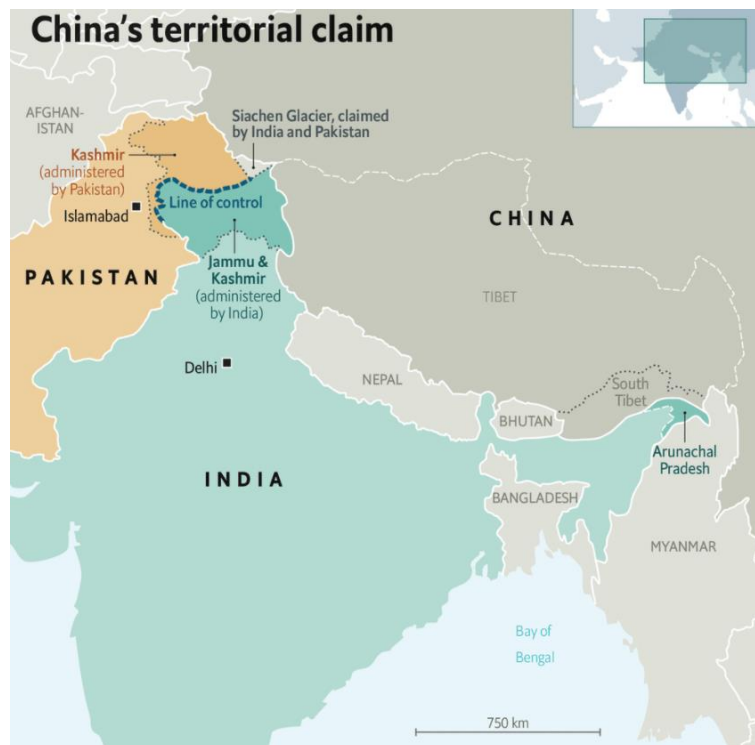 China's territorial claim
AFGHAN-
ISTAN
Siachen Glacier, claimed
by India and Pakistan
Kashmir
(administered
by Pakistan)
Islamabad
Line of control
CHINA
PAKISTAN
Jammu &
Kashmir
(administered
by India)
TIBET
Delhi
NEPAL
South
Tibet
BHUTAN
Arunachal
Pradesh
INDIA
BANGLADESH
MYANMAR
Bay of
Bengal
750 km